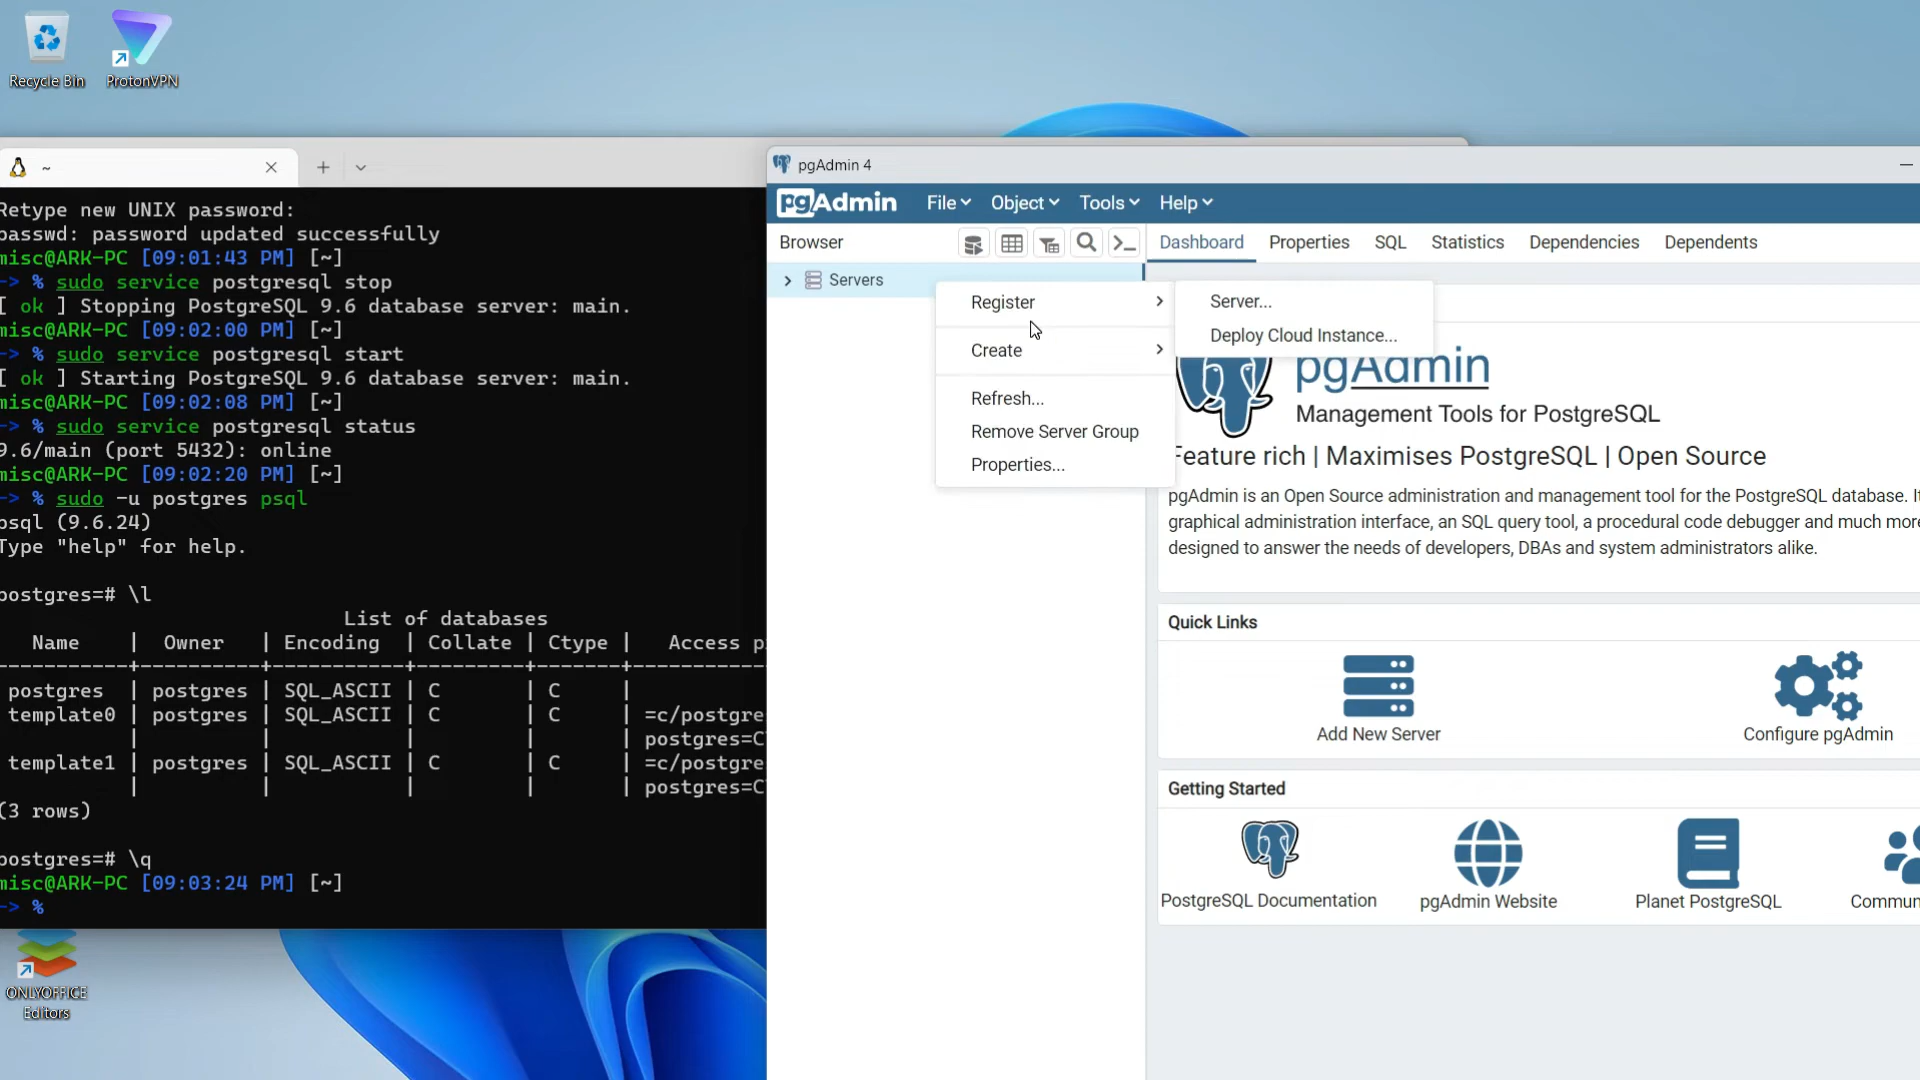 Recycle Bin
ProtonVPN
~
Retype new UNIX password:
passwd: password updated successfully
misc@ARK-PC [09:01:43 PM] [~]
-> % sudo service postgresql stop
[ ok ] Stopping PostgreSQL 9.6 database server: main.
misc@ARK-PC [09:02:00 PM] [~]
-> % sudo service postgresql start
[ ok ] Starting PostgreSQL 9.6 database server: main.
misc@ARK-PC [09:02:08 PM] [~]
-> % sudo service postgresql status
9.6/main (port 5432): online
misc@ARK-PC [09:02:20 PM] [~]
-> % sudo -u postgres psql
psql (9.6.24)
Type "help" for help.
postgres=# \l
List of databases
Name | Owner | Encoding | Collate | Ctype | Access p
-----------+----------+-----------+---------+-------+-----------
postgres | postgres | SQL_ASCII | C | C |
template0 | postgres | SQL_ASCII | C | C | =c/postgre
| | | | | postgres=C
template1 | postgres | SQL_ASCII | C | C | =c/postgre
| | | | | postgres=C
(3 rows)
postgres=# \q
misc@ARK-PC [09:03:24 PM] [~]
-> %
ONLYOFFICE
Editors
pgAdmin 4
pgAdmin File Object Tools Help
Browser
Dashboard Properties SQL Statistics Dependencies Dependents
Servers
Register
Create
Refresh...
Remove Server Group
Properties...
Server...
Deploy Cloud Instance...
pgAdmin
Management Tools for PostgreSQL
Feature rich | Maximises PostgreSQL | Open Source
pgAdmin is an Open Source administration and management tool for the PostgreSQL database. It
graphical administration interface, an SQL query tool, a procedural code debugger and much more
designed to answer the needs of developers, DBAs and system administrators alike.
Quick Links
Add New Server
Configure pgAdmin
Getting Started
PostgreSQL Documentation
pgAdmin Website
Planet PostgreSQL
Commun